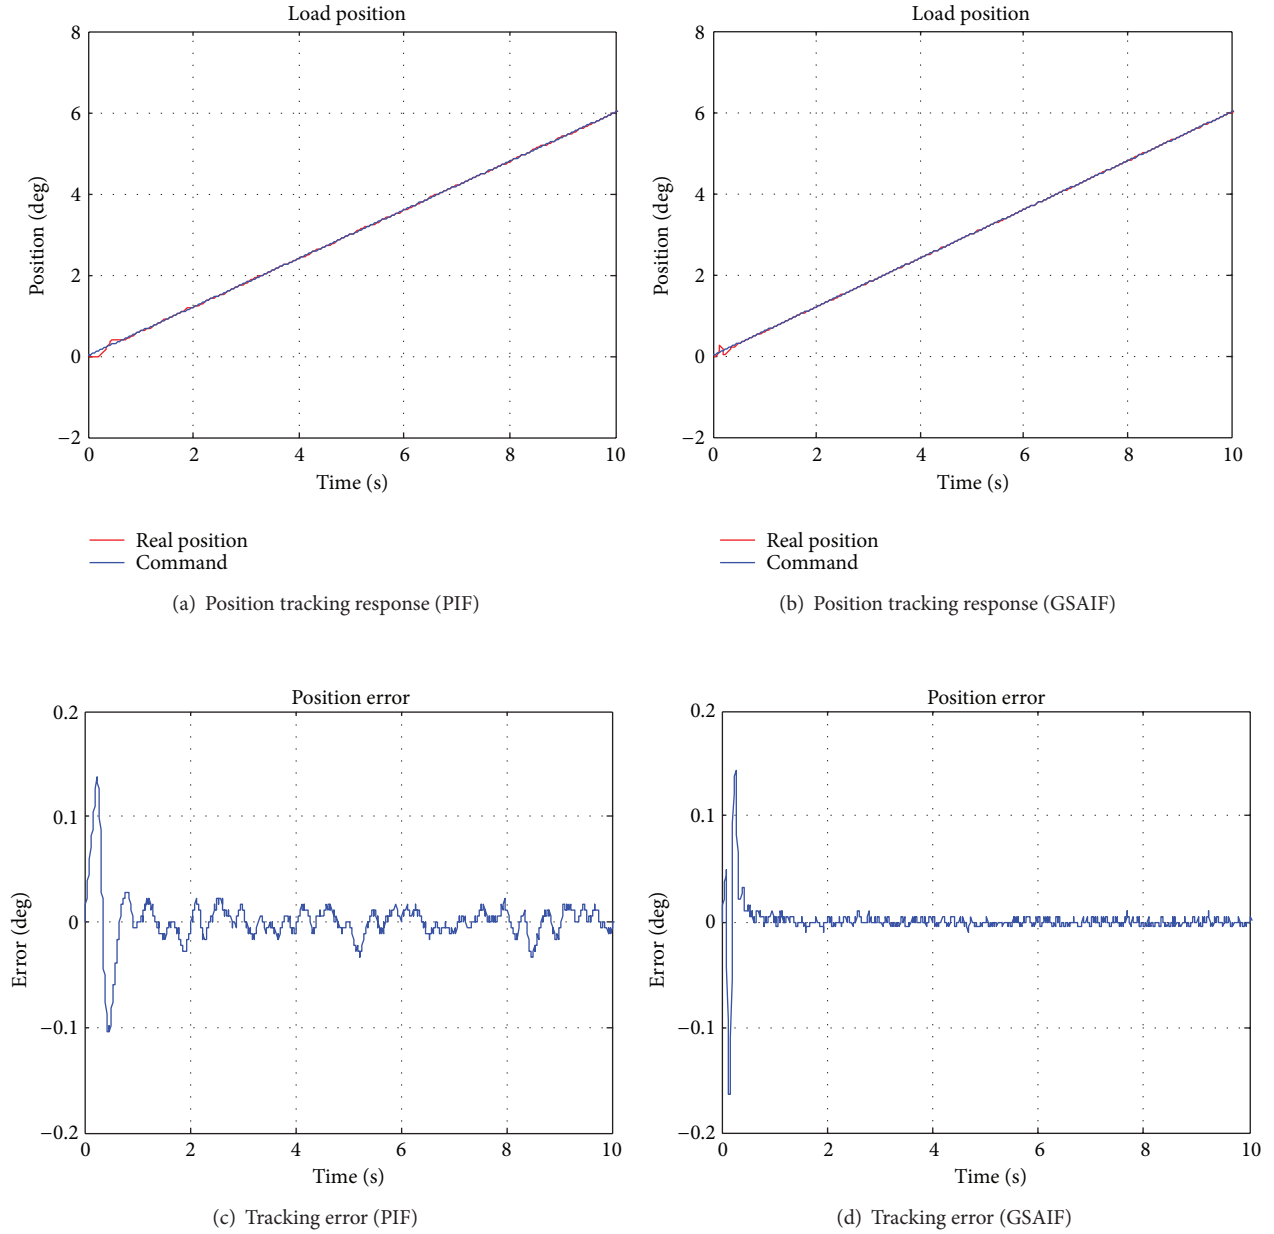 Load position
8
6
4
2
0
−2
Position (deg)
0 2 4 6 8 10
Time (s)
Real position
Command
(a) Position tracking response (PIF)
Load position
8
6
4
2
0
−2
Position (deg)
0 2 4 6 8 10
Time (s)
Real position
Command
(b) Position tracking response (GSAIF)
Position error
0.2
0.1
0
−0.1
−0.2
Error (deg)
0 2 4 6 8 10
Time (s)
(c) Tracking error (PIF)
Position error
0.2
0.1
0
−0.1
−0.2
Error (deg)
0 2 4 6 8 10
Time (s)
(d) Tracking error (GSAIF)